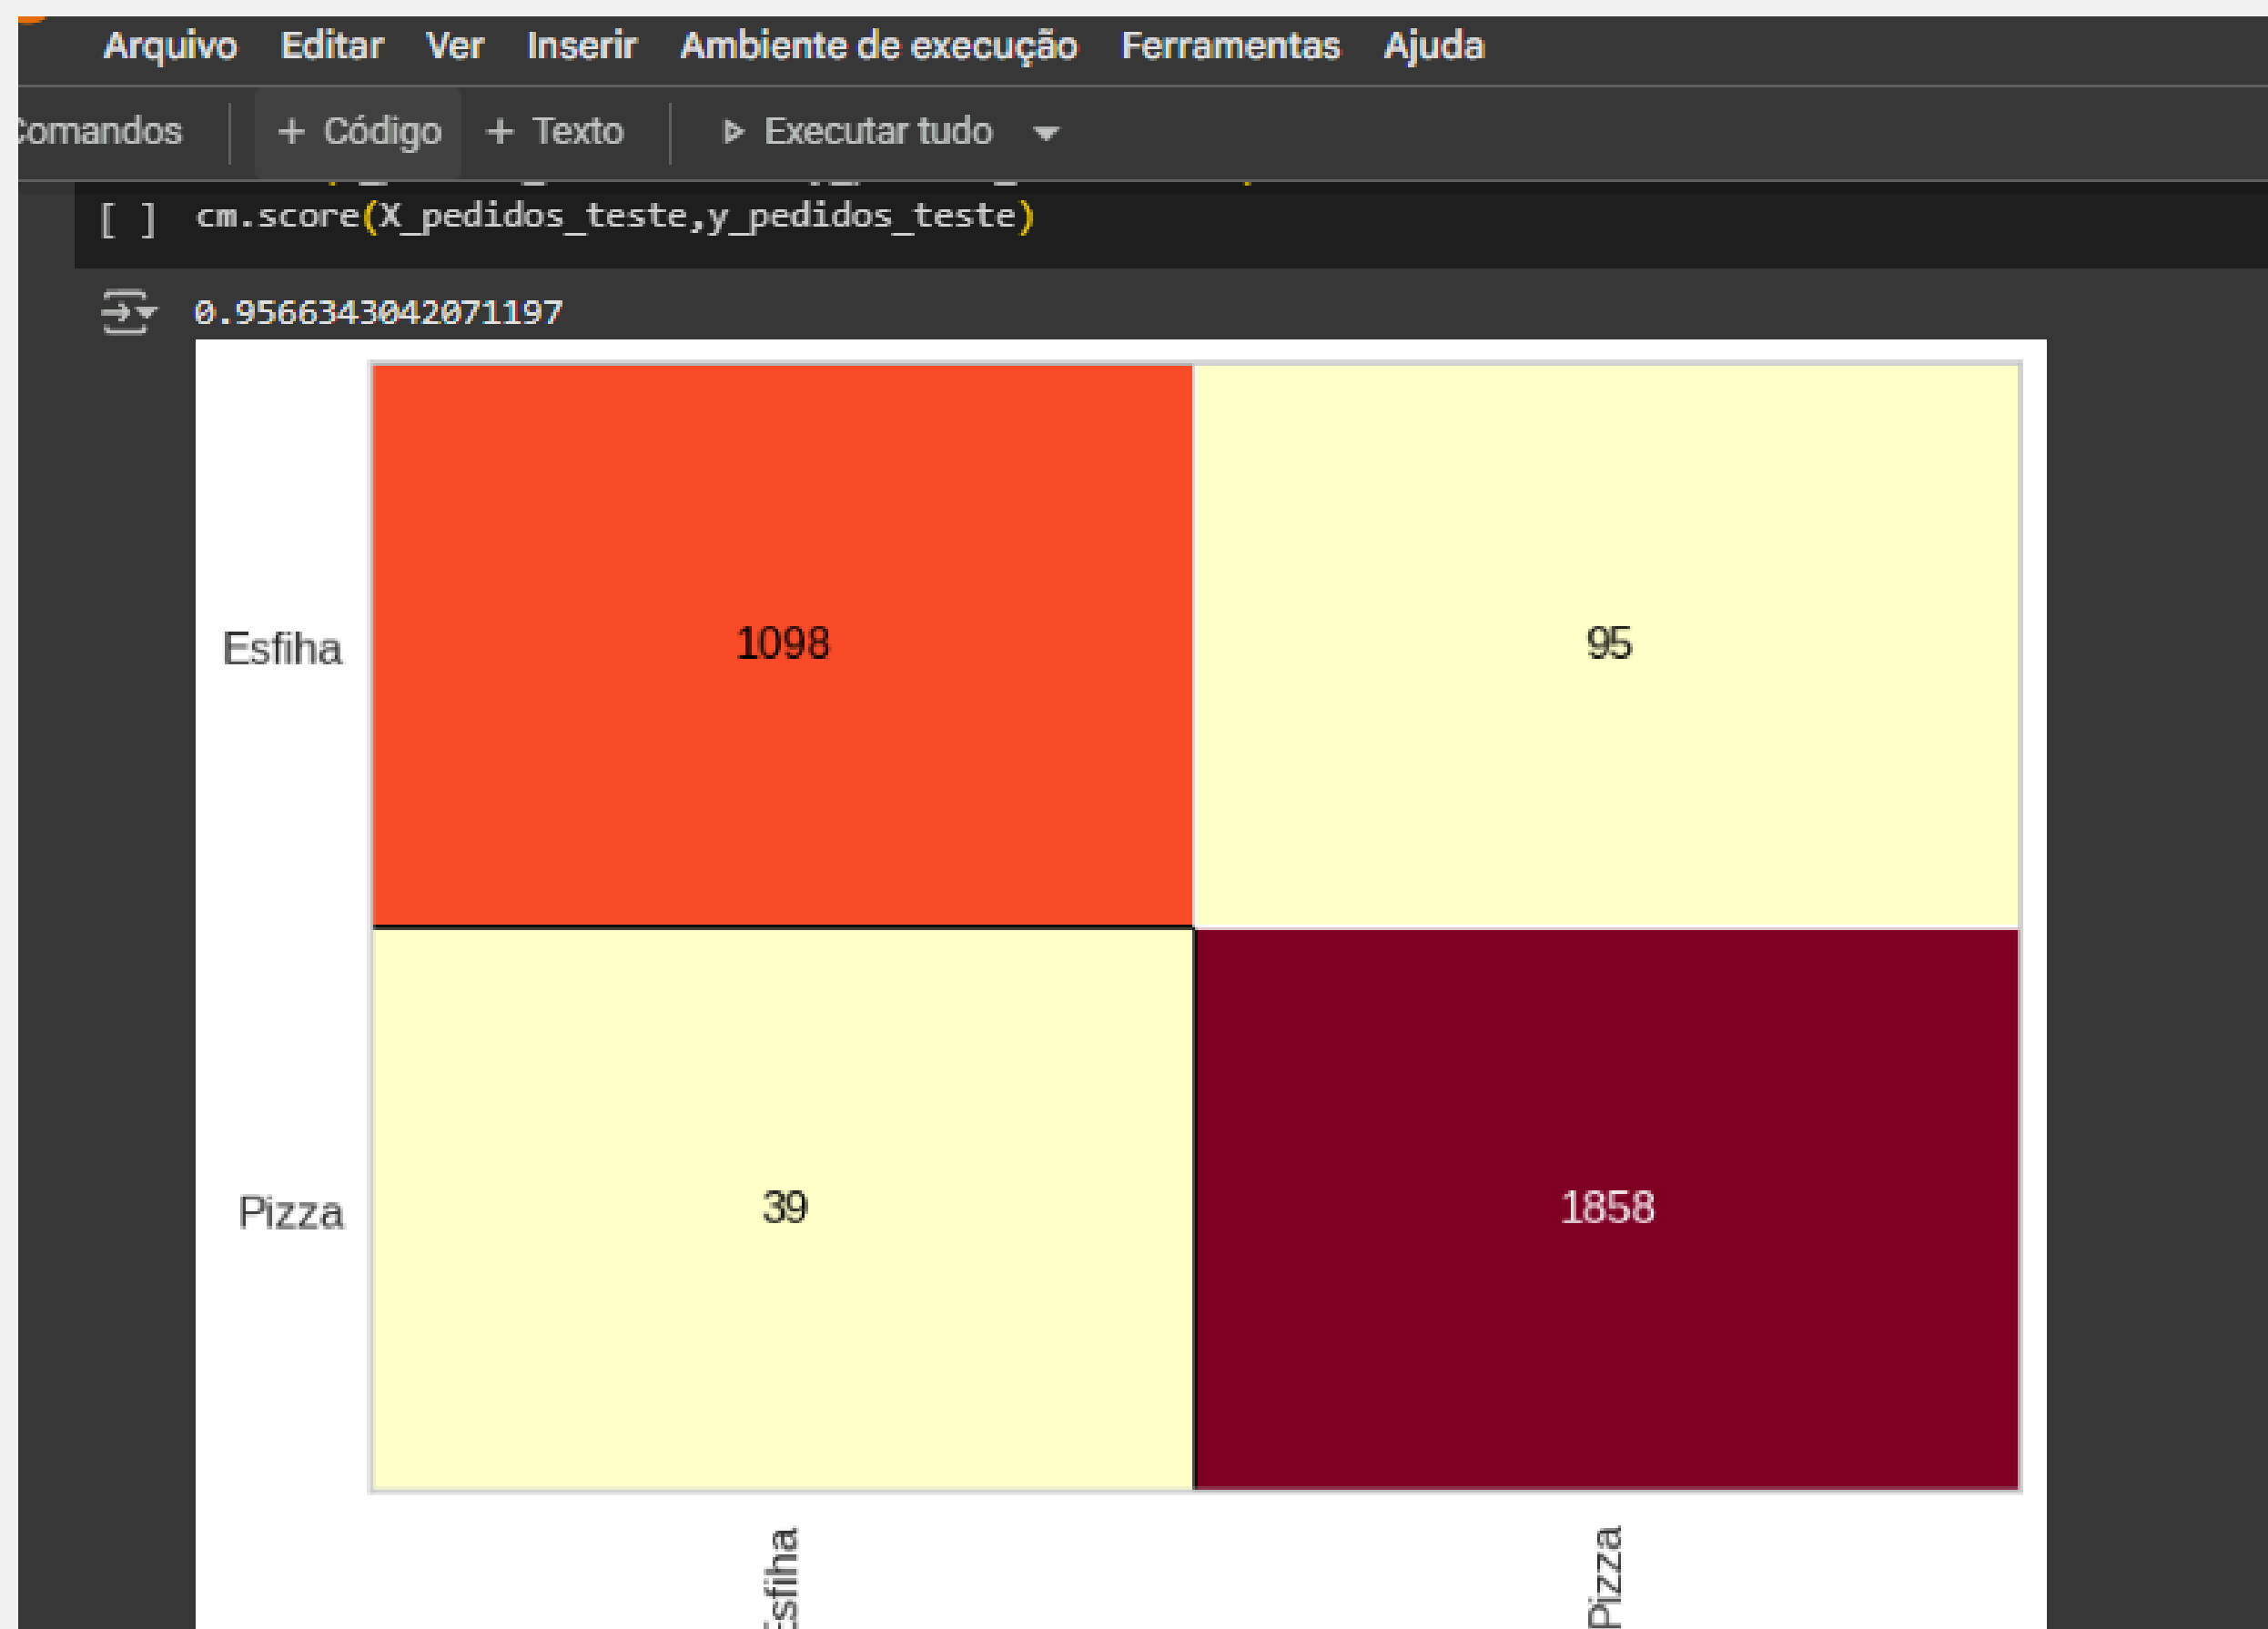 Arquivo Editar Ver Inserir Ambiente de execução Ferramentas Ajuda
Comandos + Código + Texto Executar tudo
[ ] cm.score(X_pedidos_teste,y_pedidos_teste)
0.9566343042071197
Esfiha 1098 95
Pizza 39 1858
Esfiha Pizza